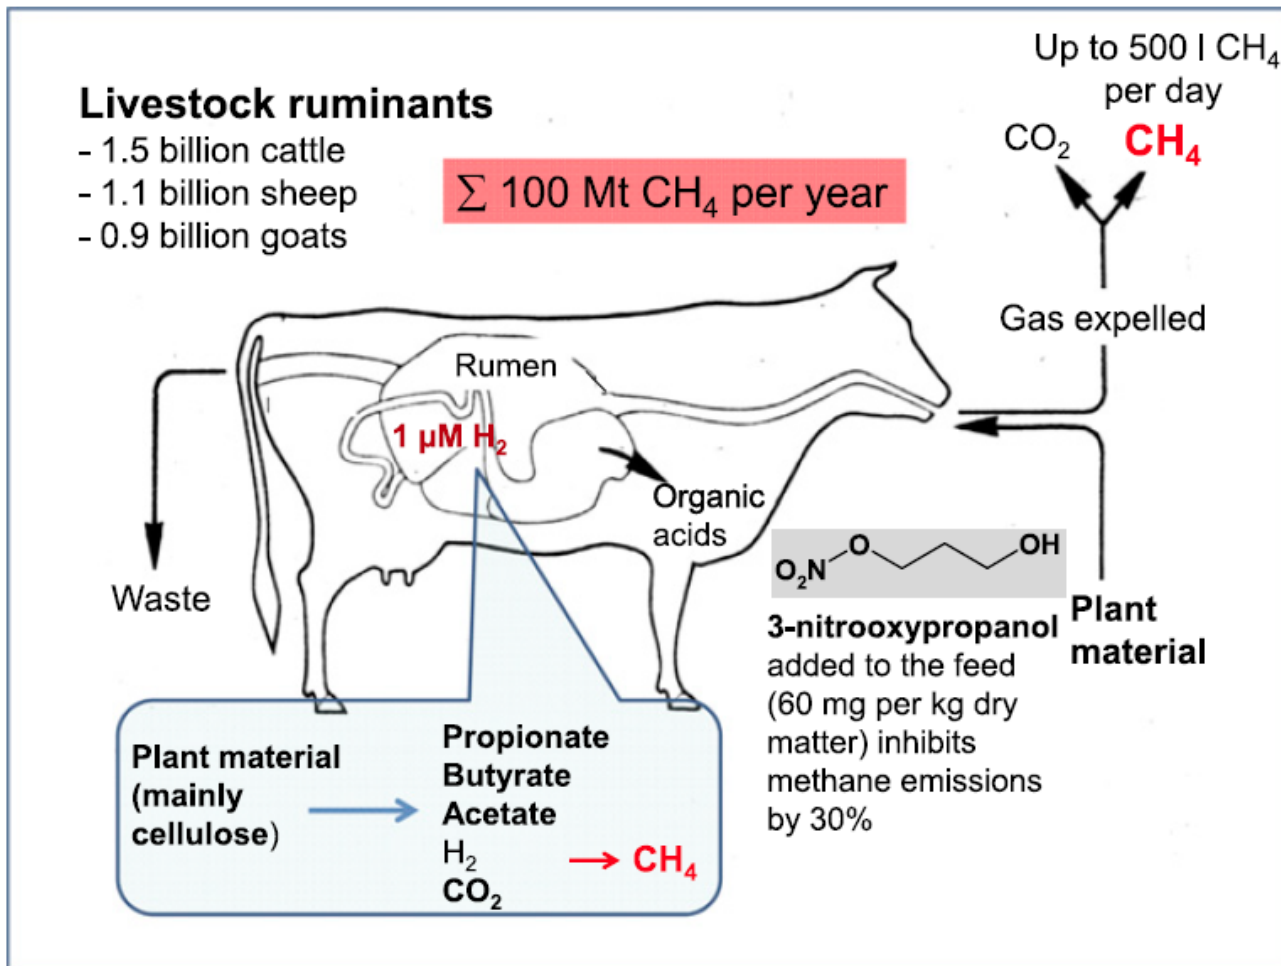 Up to 500 l CH₄
per day
CO₂ CH₄
Livestock ruminants
- 1.5 billion cattle
- 1.1 billion sheep
- 0.9 billion goats
∑ 100 Mt CH₄ per year
Gas expelled
Rumen
1 µM H₂
Organic
acids
Waste
O₂N O OH
3-nitrooxypropanol
added to the feed
(60 mg per kg dry
matter) inhibits
methane emissions
by 30%
Plant
material
Plant material
(mainly
cellulose)
Propionate
Butyrate
Acetate
H₂
CO₂
CH₄